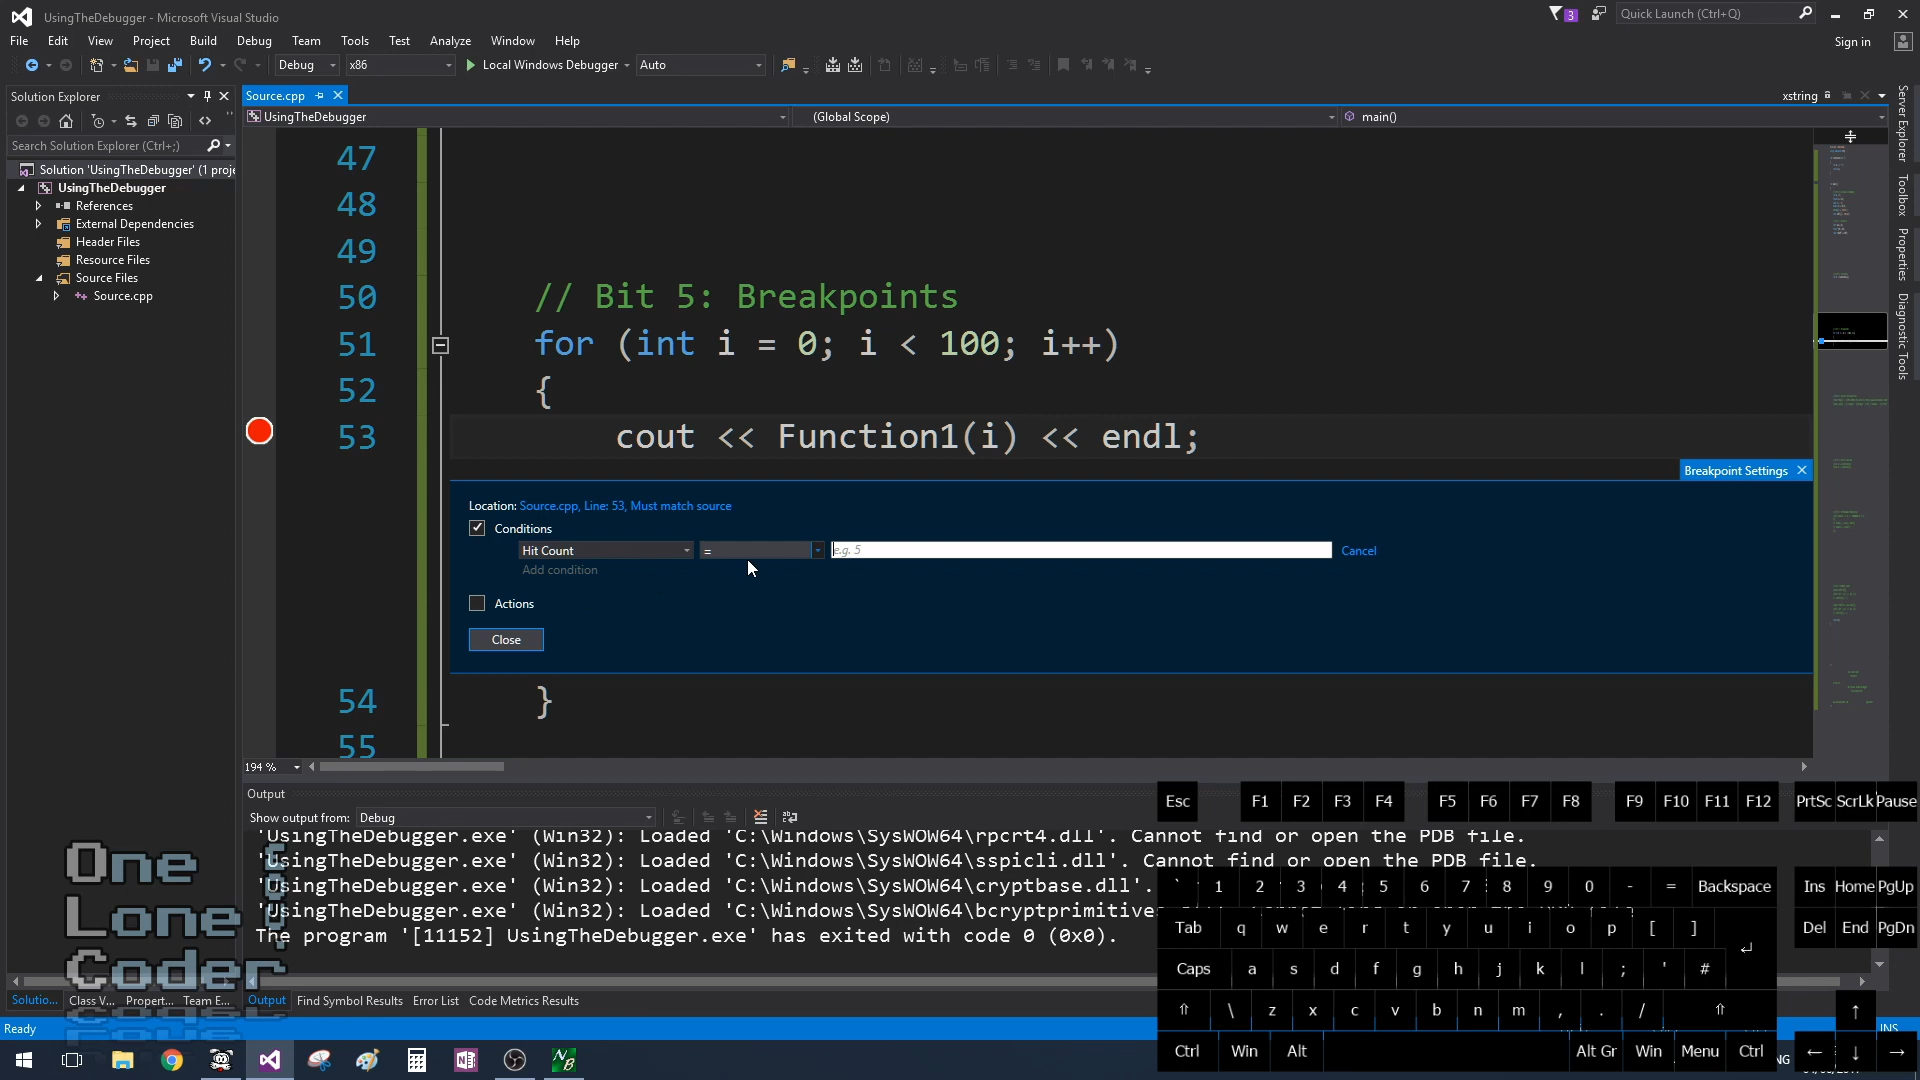 UsingTheDebugger - Microsoft Visual Studio
3
Quick Launch (Ctrl+Q)
File Edit View Project Build Debug Team Tools Test Analyze Window Help
Sign in
Debug x86 Local Windows Debugger Auto
Solution Explorer
Source.cpp
xstring
UsingTheDebugger (Global Scope) main()
Search Solution Explorer (Ctrl+;)
Solution 'UsingTheDebugger' (1 proje
UsingTheDebugger
References
External Dependencies
Header Files
Resource Files
Source Files
Source.cpp
47
48
49
50 // Bit 5: Breakpoints
51 for (int i = 0; i < 100; i++)
52 {
53 cout << Function1(i) << endl;
Breakpoint Settings
Location: Source.cpp, Line: 53, Must match source
Conditions
Hit Count = e.g. 5 Cancel
Add condition
Actions
Close
54 }
55
194 %
Server Explorer
Toolbox
Properties
Diagnostic Tools
Output
Show output from: Debug
'UsingTheDebugger.exe' (Win32): Loaded 'C:\Windows\SysWOW64\rpcrt4.dll'. Cannot find or open the PDB file.
'UsingTheDebugger.exe' (Win32): Loaded 'C:\Windows\SysWOW64\sspicli.dll'. Cannot find or open the PDB file.
'UsingTheDebugger.exe' (Win32): Loaded 'C:\Windows\SysWOW64\cryptbase.dll'.
'UsingTheDebugger.exe' (Win32): Loaded 'C:\Windows\SysWOW64\bcryptprimitives
The program '[11152] UsingTheDebugger.exe' has exited with code 0 (0x0).
One
Lone
Coder
Solutio... Class V... Propert... Team E...
Output Find Symbol Results Error List Code Metrics Results
Ready
INS
Esc F1 F2 F3 F4 F5 F6 F7 F8 F9 F10 F11 F12 PrtSc ScrLk Pause
` 1 2 3 4 5 6 7 8 9 0 - = Backspace Ins Home PgUp
Tab q w e r t y u i o p [ ] Del End PgDn
Caps a s d f g h j k l ; ' # ↵
⇧ \ z x c v b n m , . / ⇧ ↑
Ctrl Win Alt Alt Gr Win Menu Ctrl ← ↓ →